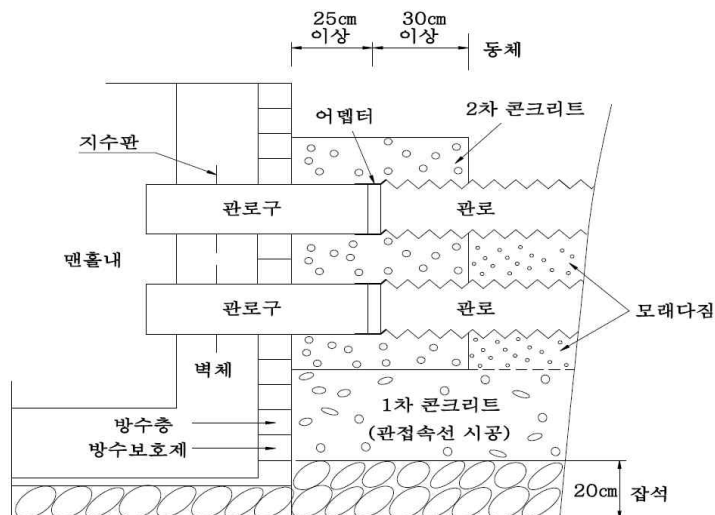 25cm
이상
30cm
이상
동체
어뎁터
2차 콘크리트
지수판
관로구
관로
맨홀내
관로구
관로
모래다짐
벽체
방수층
방수보호제
1차 콘크리트
(관접속선 시공)
20cm 잡석